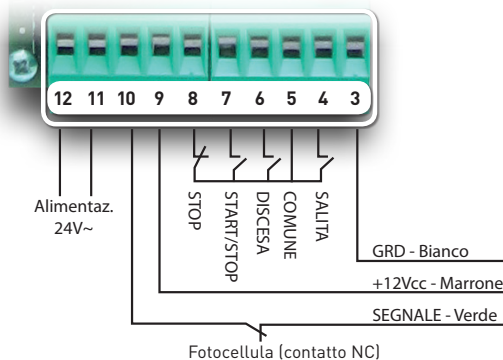 12 11 10 9 8 7 6 5 4 3
Alimentaz.
24V~
STOP
START/STOP
DISCESA
COMUNE
SALITA
GRD - Bianco
+12Vcc - Marrone
SEGNALE - Verde
Fotocellula (contatto NC)